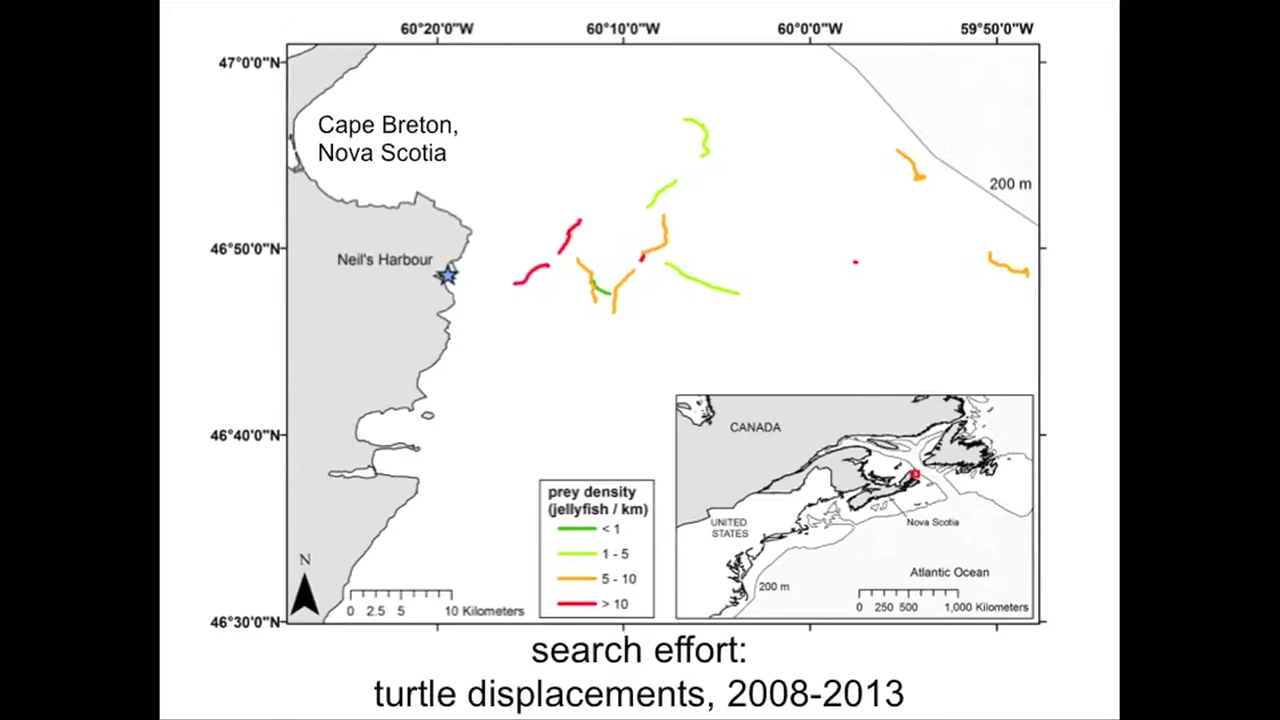 60°20'0"W
60°10'0"W
60°0'0"W
59°50'0"W
47°0'0"N
46°50'0"N
46°40'0"N
46°30'0"N
Cape Breton,
Nova Scotia
200 m
Neil's Harbour
N
0 2.5 5 10 Kilometers
prey density
(jellyfish / km)
< 1
1 - 5
5 - 10
> 10
CANADA
UNITED
STATES
Nova Scotia
Atlantic Ocean
200 m
0 250 500 1,000 Kilometers
search effort:
turtle displacements, 2008-2013